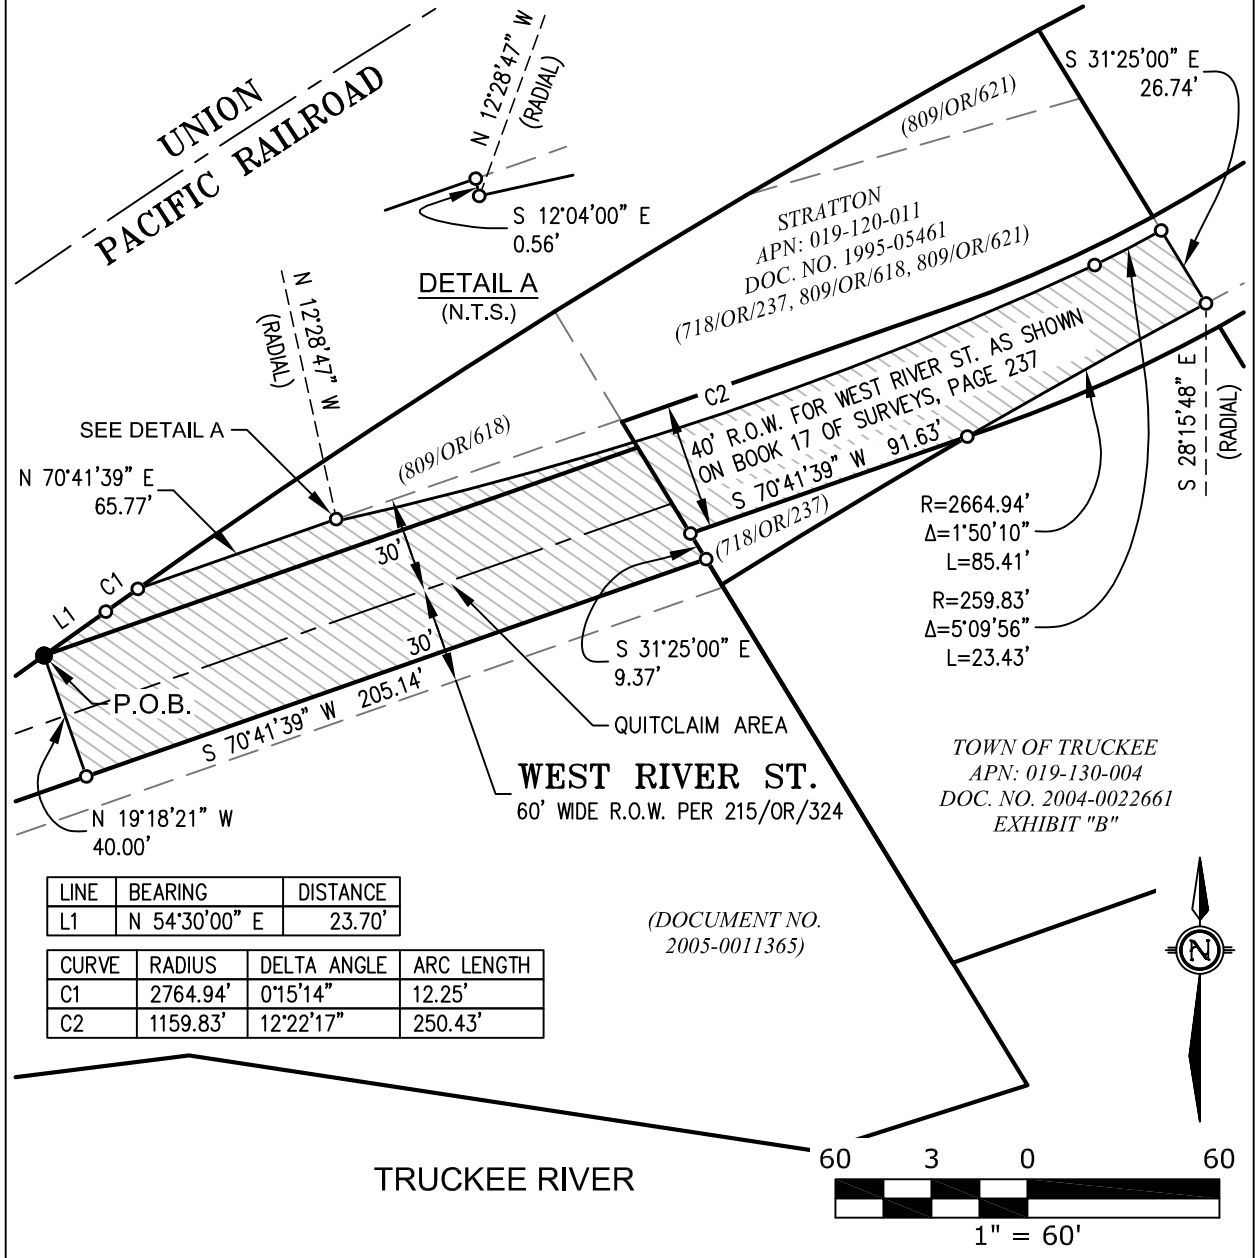 UNION
PACIFIC RAILROAD
N 12°28'47" W
(RADIAL)
S 12°04'00" E
0.56'
DETAIL A
(N.T.S.)
(809/OR/621)
S 31°25'00" E
26.74'
STRATTON
APN: 019-120-011
DOC. NO. 1995-05461
(718/OR/237, 809/OR/618, 809/OR/621)
N 12°28'47" W
(RADIAL)
SEE DETAIL A
N 70°41'39" E
65.77'
(809/OR/618)
C2
40' R.O.W. FOR WEST RIVER ST. AS SHOWN
ON BOOK 17 OF SURVEYS, PAGE 237
S 70°41'39" W 91.63'
(718/OR/237)
S 28°15'48" E
(RADIAL)
R=2664.94'
Δ=1°50'10"
L=85.41'
R=259.83'
Δ=5°09'56"
L=23.43'
L1
C1
30'
30'
P.O.B.
S 70°41'39" W 205.14'
S 31°25'00" E
9.37'
QUITCLAIM AREA
WEST RIVER ST.
60' WIDE R.O.W. PER 215/OR/324
N 19°18'21" W
40.00'
TOWN OF TRUCKEE
APN: 019-130-004
DOC. NO. 2004-0022661
EXHIBIT "B"
LINE BEARING DISTANCE
L1 N 54°30'00" E 23.70'
CURVE RADIUS DELTA ANGLE ARC LENGTH
C1 2764.94' 0°15'14" 12.25'
C2 1159.83' 12°22'17" 250.43'
(DOCUMENT NO.
2005-0011365)
N
TRUCKEE RIVER
60 3 0 60
1" = 60'